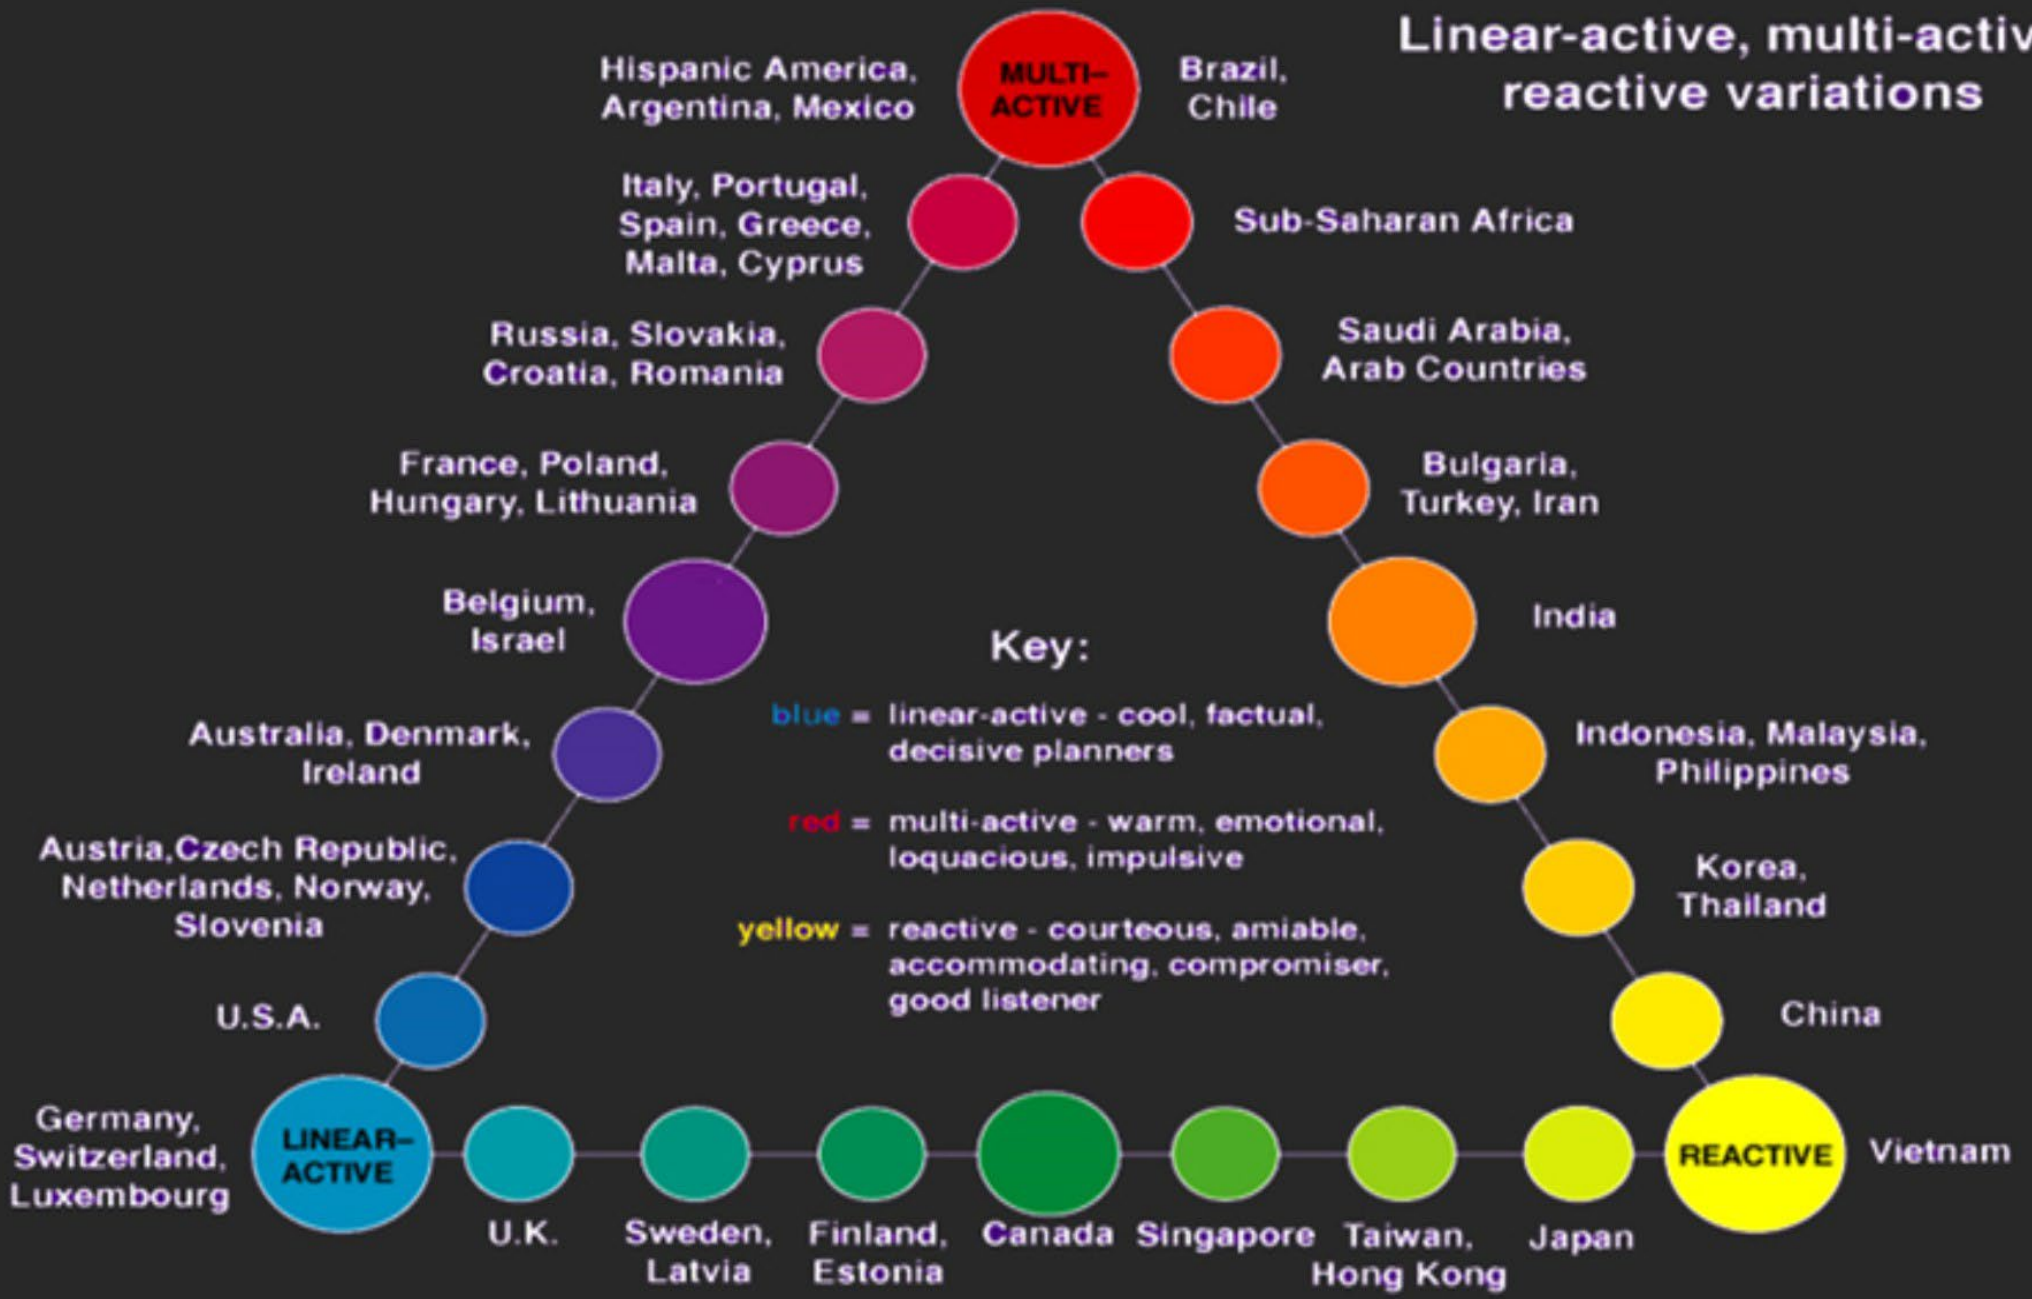 Linear-active, multi-activ
reactive variations
Hispanic America,
Argentina, Mexico
MULTI-
ACTIVE
Brazil,
Chile
Italy, Portugal,
Spain, Greece,
Malta, Cyprus
Sub-Saharan Africa
Russia, Slovakia,
Croatia, Romania
Saudi Arabia,
Arab Countries
France, Poland,
Hungary, Lithuania
Bulgaria,
Turkey, Iran
Belgium,
Israel
India
Key:
blue = linear-active - cool, factual,
decisive planners
red = multi-active - warm, emotional,
loquacious, impulsive
yellow = reactive - courteous, amiable,
accommodating, compromiser,
good listener
Australia, Denmark,
Ireland
Indonesia, Malaysia,
Philippines
Austria,Czech Republic,
Netherlands, Norway,
Slovenia
Korea,
Thailand
U.S.A.
China
Germany,
Switzerland,
Luxembourg
LINEAR-
ACTIVE
REACTIVE
Vietnam
U.K.
Sweden,
Latvia
Finland,
Estonia
Canada
Singapore
Taiwan,
Hong Kong
Japan